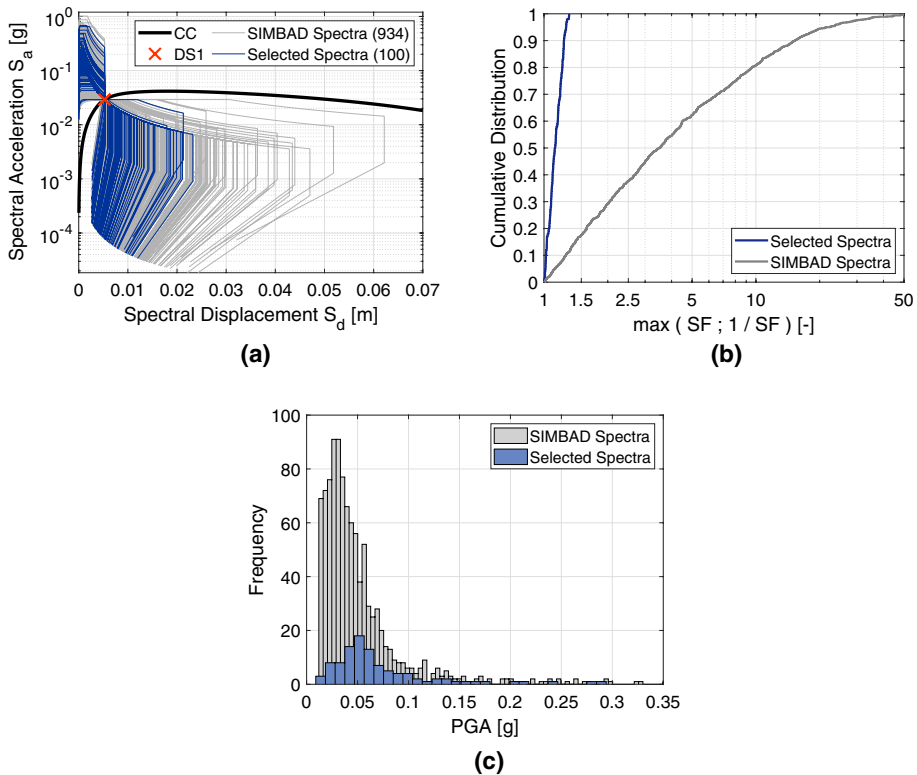 Spectral Acceleration S_a [g]
10^0
10^-1
10^-2
10^-3
10^-4
CC
SIMBAD Spectra (934)
DS1
Selected Spectra (100)
0 0.01 0.02 0.03 0.04 0.05 0.06 0.07
Spectral Displacement S_d [m]
(a)
Cumulative Distribution
1
0.9
0.8
0.7
0.6
0.5
0.4
0.3
0.2
0.1
0
Selected Spectra
SIMBAD Spectra
1 1.5 2.5 5 10 50
max ( SF ; 1 / SF ) [-]
(b)
Frequency
100
80
60
40
20
0
SIMBAD Spectra
Selected Spectra
0 0.05 0.1 0.15 0.2 0.25 0.3 0.35
PGA [g]
(c)